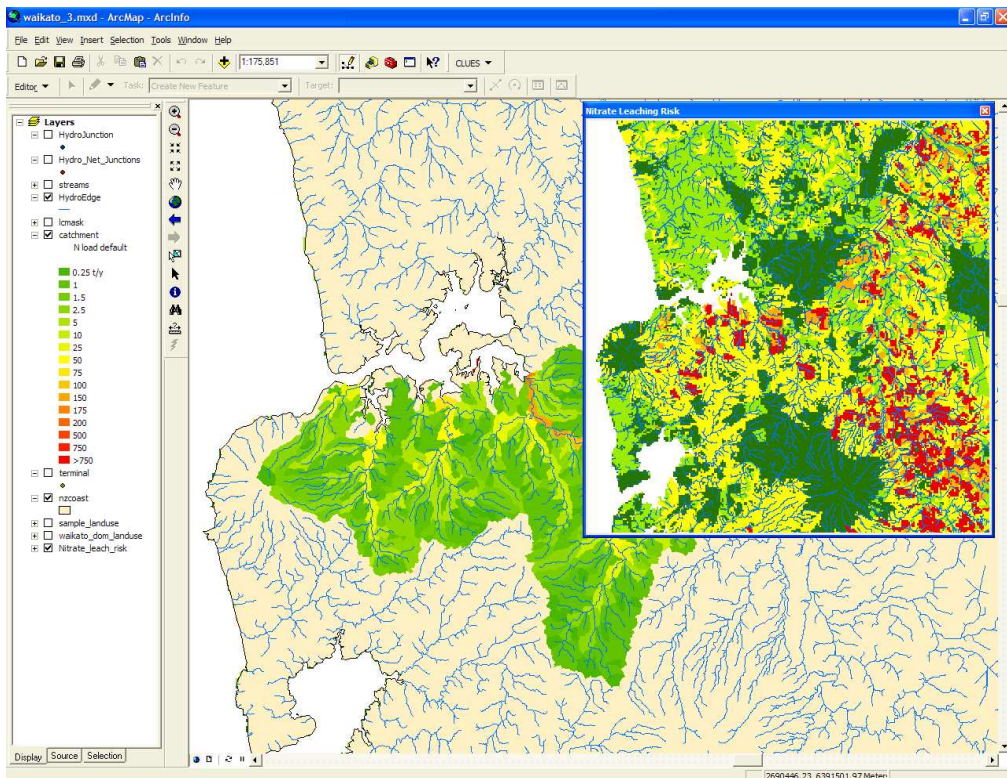 waikato_3.mxd - ArcMap - ArcInfo
File Edit View Insert Selection Tools Window Help
1:175,851 CLUES
Editor Task: Create New Feature Target:
Layers
HydroJunction
Hydro_Net_Junctions
streams
HydroEdge
lcmask
catchment
N load default
0.25 t/y
1
1.5
2.5
5
10
25
50
75
100
150
175
200
500
750
>750
terminal
nzcoast
sample_landuse
waikato_dom_landuse
Nitrate_leach_risk
Nitrate Leaching Risk
Display Source Selection
2690446.23 6391501.97 Meters